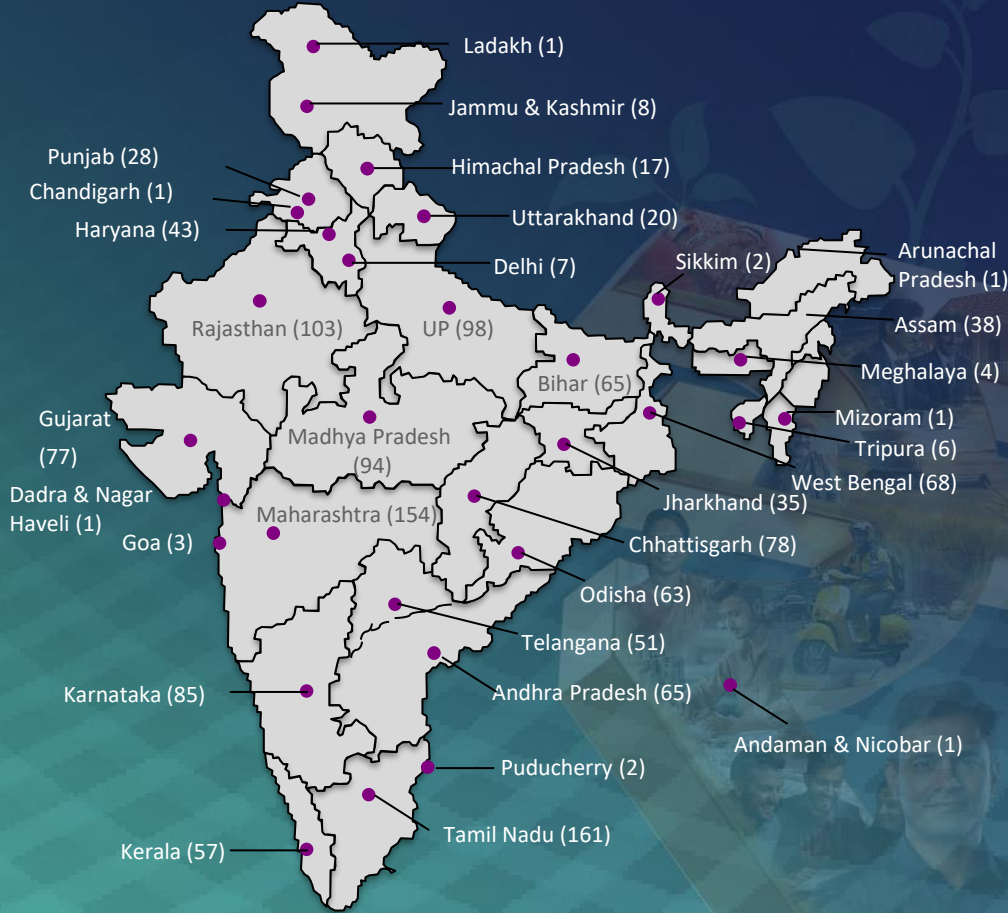 Ladakh (1)
Jammu & Kashmir (8)
Punjab (28)
Himachal Pradesh (17)
Chandigarh (1)
Uttarakhand (20)
Haryana (43)
Delhi (7)
Sikkim (2)
Arunachal
Pradesh (1)
Rajasthan (103)
UP (98)
Assam (38)
Bihar (65)
Meghalaya (4)
Gujarat
(77)
Madhya Pradesh
(94)
Mizoram (1)
Tripura (6)
West Bengal (68)
Dadra & Nagar
Haveli (1)
Jharkhand (35)
Maharashtra (154)
Goa (3)
Chhattisgarh (78)
Odisha (63)
Telangana (51)
Karnataka (85)
Andhra Pradesh (65)
Andaman & Nicobar (1)
Puducherry (2)
Tamil Nadu (161)
Kerala (57)